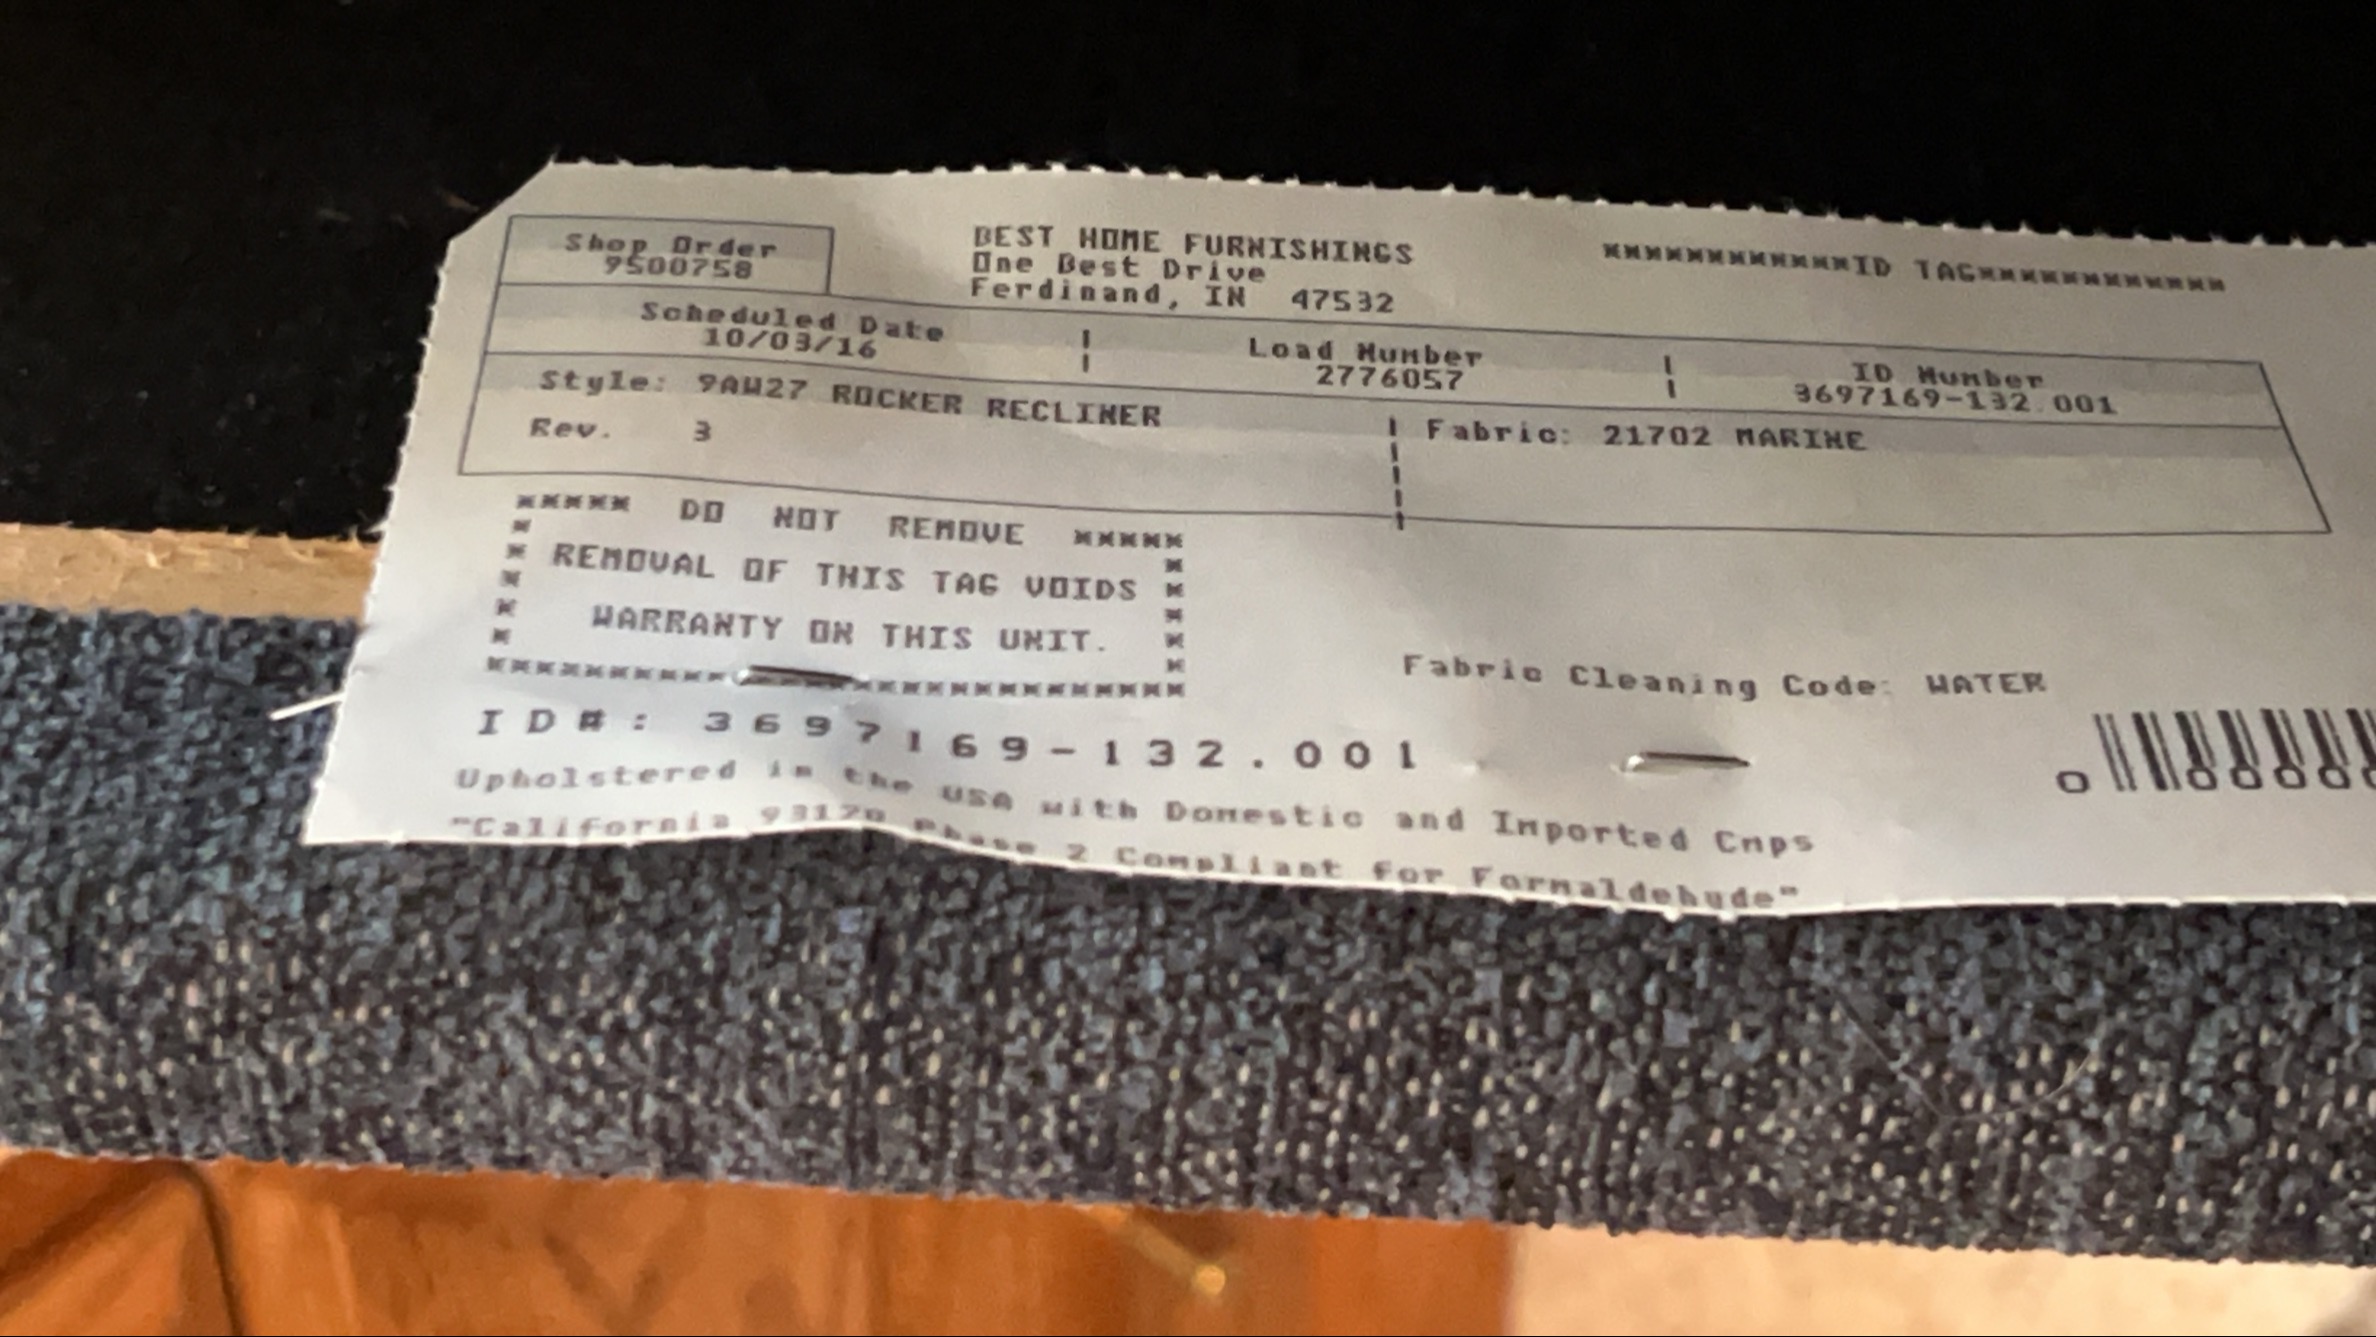 Shop Order
9500758
BEST HOME FURNISHINGS
One Best Drive
Ferdinand, IN 47532
************ID TAG************
Scheduled Date
10/03/16
Load Number
2776057
ID Number
3697169-132.001
Style: 9AW27 ROCKER RECLINER
Rev. 3
Fabric: 21702 MARINE
***** DO NOT REMOVE *****
REMOVAL OF THIS TAG VOIDS
WARRANTY ON THIS UNIT.
Fabric Cleaning Code: WATER
ID#: 3697169-132.001
Upholstered in the USA with Domestic and Imported Cmps
"California 93120 Phase 2 Compliant for Formaldehyde"